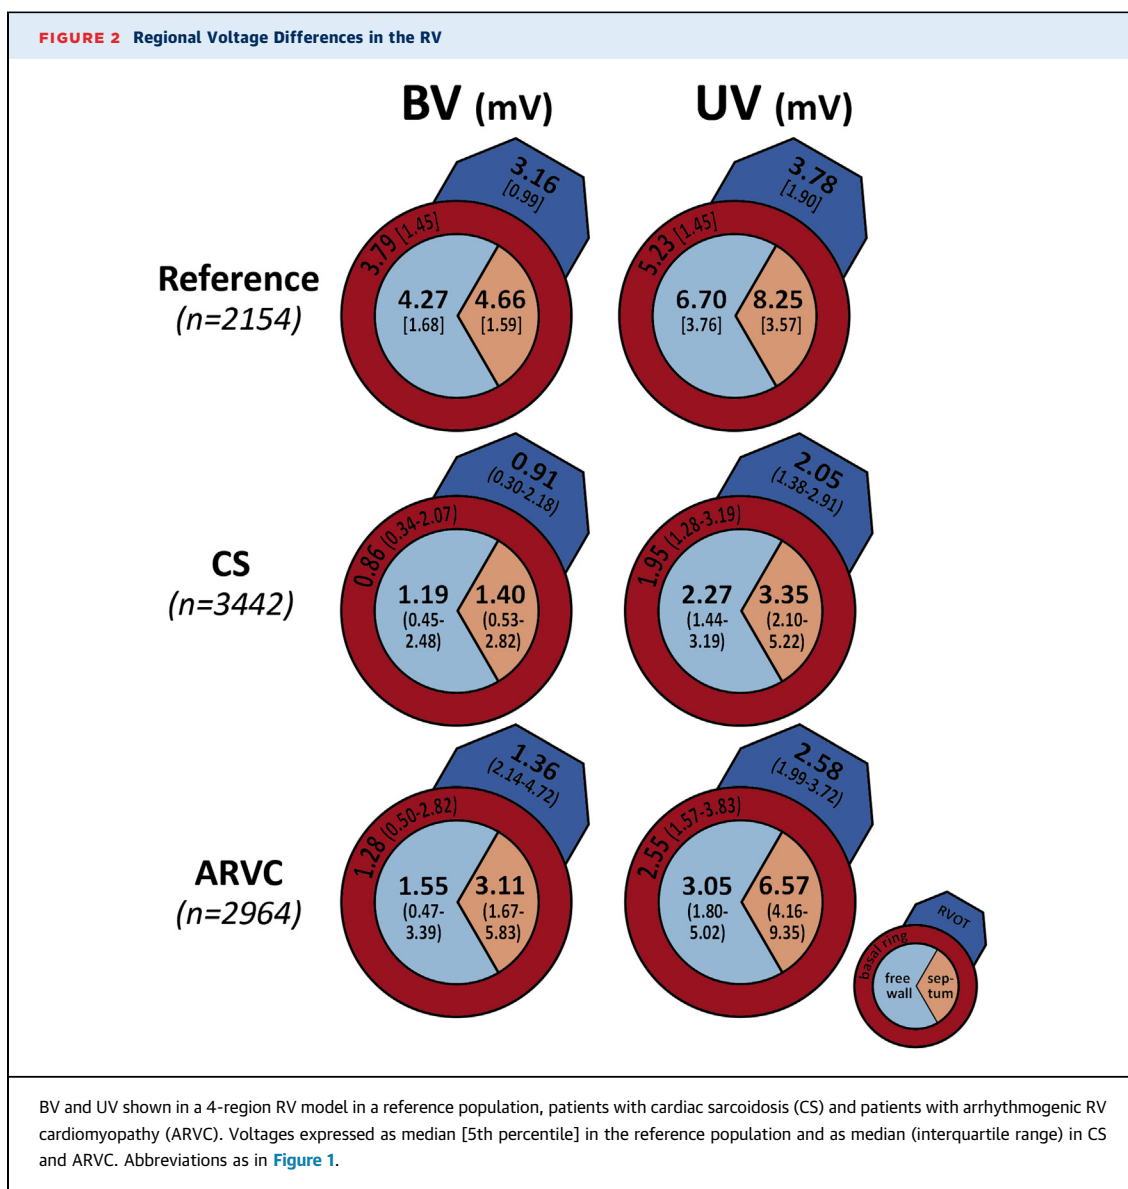 FIGURE 2 Regional Voltage Differences in the RV
BV (mV)
UV (mV)
Reference
(n=2154)
3.16
[0.99]
3.79 [1.45]
4.27
[1.68]
4.66
[1.59]
3.78
[1.90]
5.23 [1.45]
6.70
[3.76]
8.25
[3.57]
CS
(n=3442)
0.91
(0.30-2.18)
0.86 (0.34-2.07)
1.19
(0.45-
2.48)
1.40
(0.53-
2.82)
2.05
(1.38-2.91)
1.95 (1.28-3.19)
2.27
(1.44-
3.19)
3.35
(2.10-
5.22)
ARVC
(n=2964)
1.36
(2.14-4.72)
1.28 (0.50-2.82)
1.55
(0.47-
3.39)
3.11
(1.67-
5.83)
2.58
(1.99-3.72)
2.55 (1.57-3.83)
3.05
(1.80-
5.02)
6.57
(4.16-
9.35)
RVOT
basal ring
free
wall
sep-
tum
BV and UV shown in a 4-region RV model in a reference population, patients with cardiac sarcoidosis (CS) and patients with arrhythmogenic RV
cardiomyopathy (ARVC). Voltages expressed as median [5th percentile] in the reference population and as median (interquartile range) in CS
and ARVC. Abbreviations as in Figure 1.